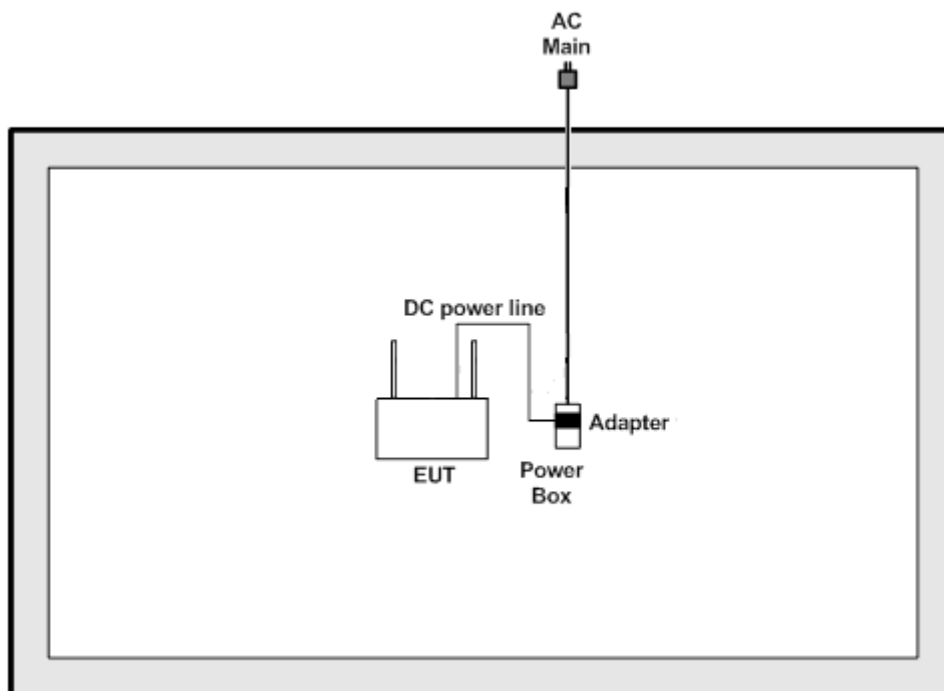 AC
Main
DC power line
Adapter
EUT
Power
Box